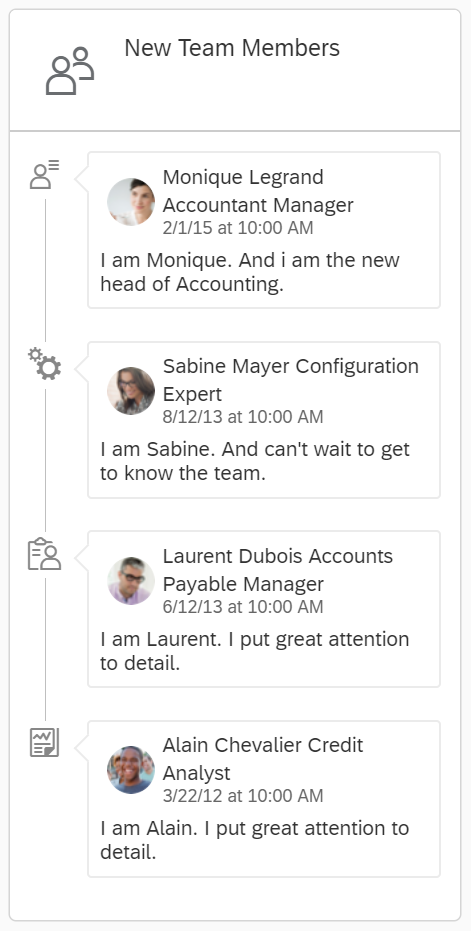 New Team Members
Monique Legrand
Accountant Manager
2/1/15 at 10:00 AM
I am Monique. And i am the new
head of Accounting.
Sabine Mayer Configuration
Expert
8/12/13 at 10:00 AM
I am Sabine. And can't wait to get
to know the team.
Laurent Dubois Accounts
Payable Manager
6/12/13 at 10:00 AM
I am Laurent. I put great attention
to detail.
Alain Chevalier Credit
Analyst
3/22/12 at 10:00 AM
I am Alain. I put great attention to
detail.